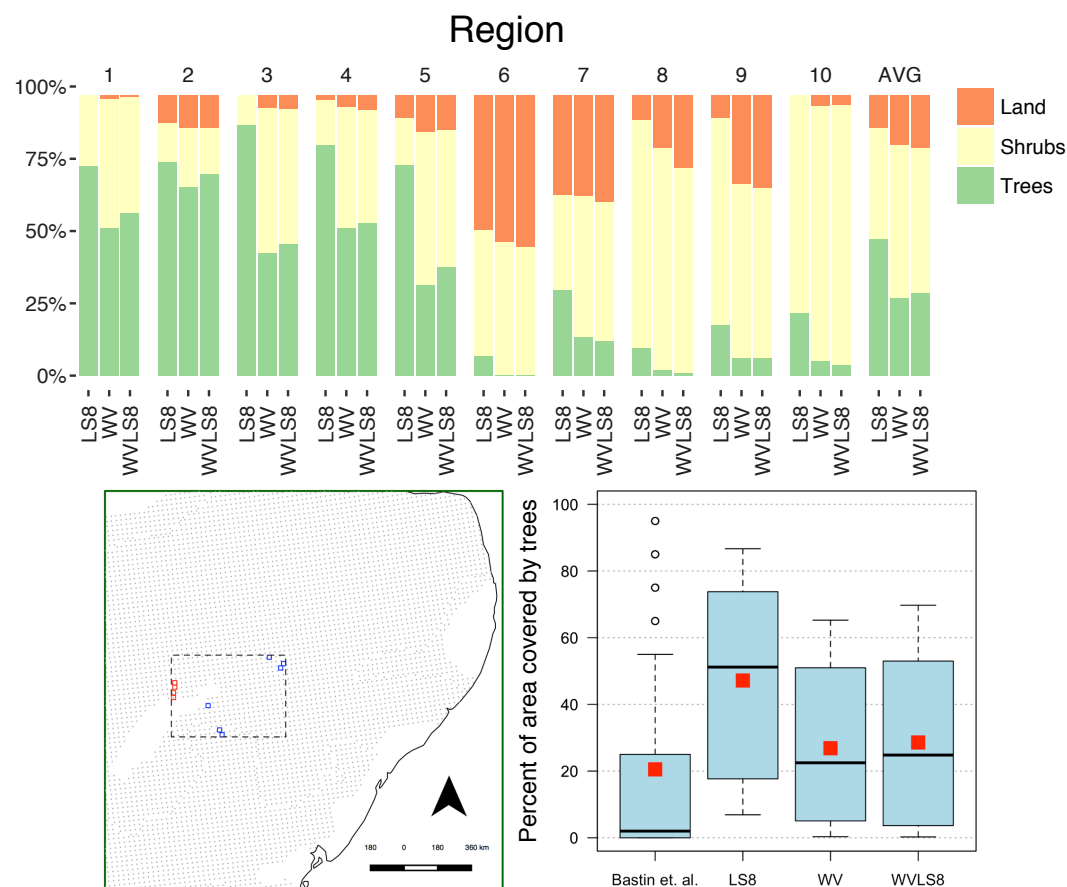 Region
1 2 3 4 5 6 7 8 9 10 AVG
100%
75%
50%
25%
0%
Land
Shrubs
Trees
LS8 WV WVLS8 LS8 WV WVLS8 LS8 WV WVLS8 LS8 WV WVLS8 LS8 WV WVLS8 LS8 WV WVLS8 LS8 WV WVLS8 LS8 WV WVLS8 LS8 WV WVLS8 LS8 WV WVLS8 LS8 WV WVLS8
180 0 180 360 km
Percent of area covered by trees
100
80
60
40
20
0
Bastin et. al. LS8 WV WVLS8